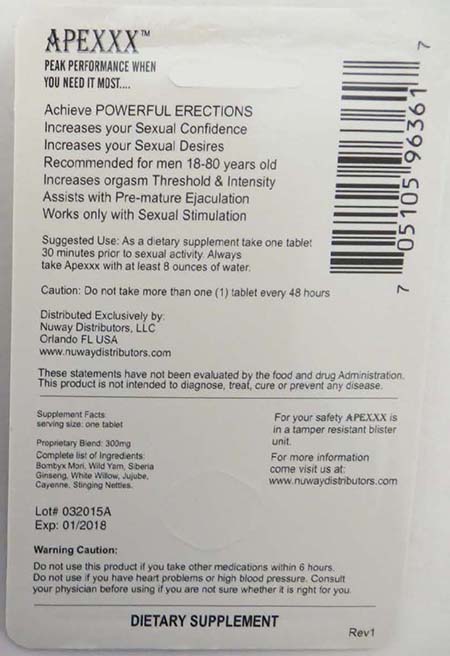 APEXXX™
PEAK PERFORMANCE WHEN
YOU NEED IT MOST....
Achieve POWERFUL ERECTIONS
Increases your Sexual Confidence
Increases your Sexual Desires
Recommended for men 18-80 years old
Increases orgasm Threshold & Intensity
Assists with Pre-mature Ejaculation
Works only with Sexual Stimulation
7 05105 96361 7
Suggested Use: As a dietary supplement take one tablet
30 minutes prior to sexual activity. Always
take Apexxx with at least 8 ounces of water.
Caution: Do not take more than one (1) tablet every 48 hours
Distributed Exclusively by:
Nuway Distributors, LLC
Orlando FL USA
www.nuwaydistributors.com
These statements have not been evaluated by the food and drug Administration.
This product is not intended to diagnose, treat, cure or prevent any disease.
Supplement Facts
serving size: one tablet
Proprietary Blend: 300mg
Complete list of Ingredients:
Bombyx Mori, Wild Yam, Siberia
Ginseng, White Willow, Jujube,
Cayenne, Stinging Nettles.
For your safety APEXXX is
in a tamper resistant blister
unit.
For more information
come visit us at:
www.nuwaydistributors.com
Lot# 032015A
Exp: 01/2018
Warning Caution:
Do not use this product if you take other medications within 6 hours.
Do not use if you have heart problems or high blood pressure. Consult
your physician before using if you are not sure whether it is right for you.
DIETARY SUPPLEMENT
Rev1